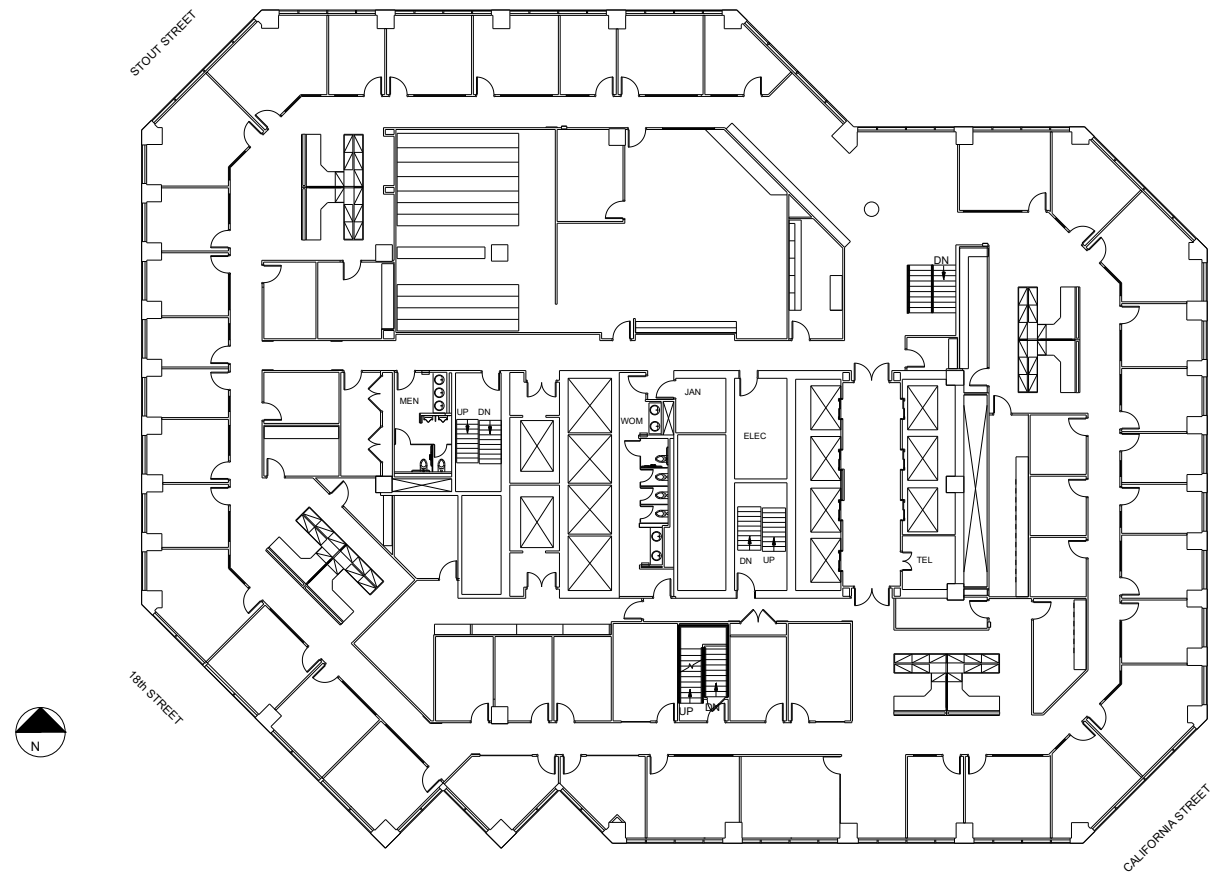 STOUT STREET
DN
MEN
UP
DN
WOM
JAN
ELEC
DN
UP
TEL
18th STREET
UP
DN
N
CALIFORNIA STREET